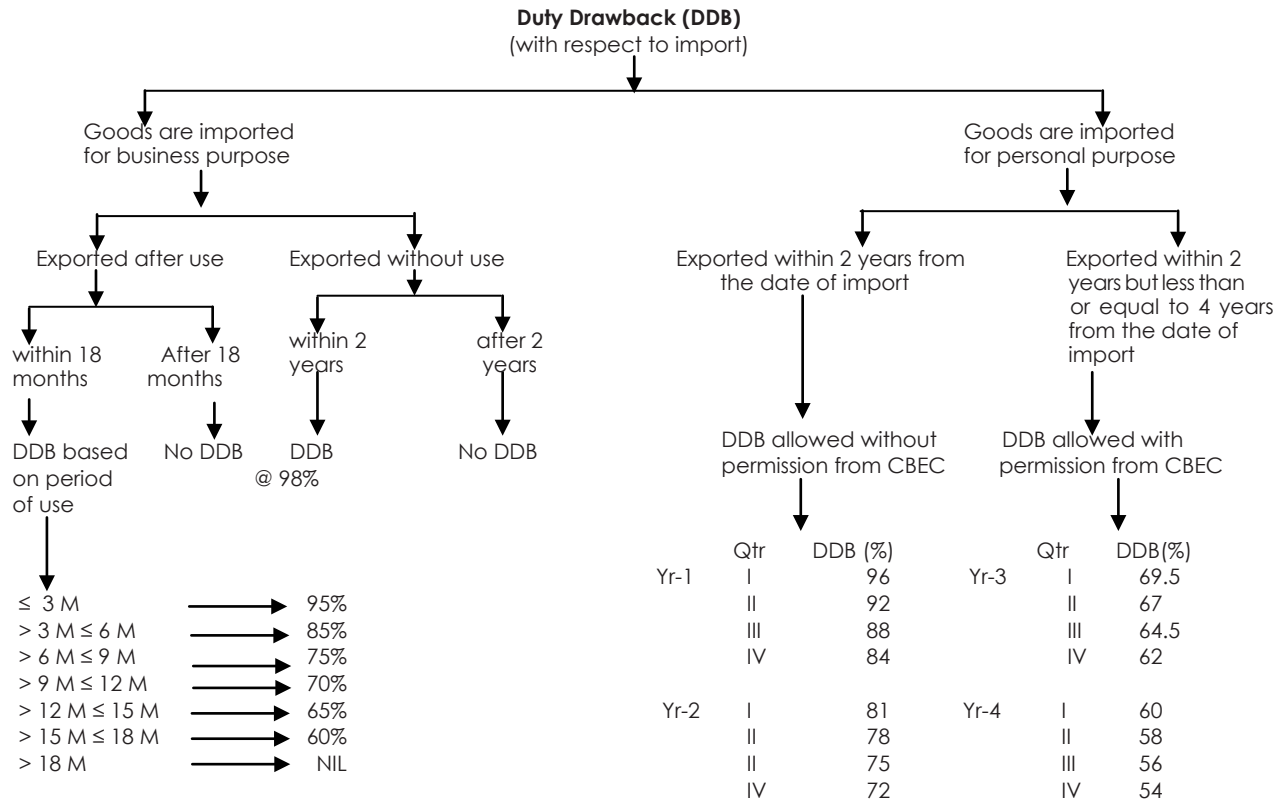 Duty Drawback (DDB)
(with respect to import)
Goods are imported
for business purpose
Goods are imported
for personal purpose
Exported after use
Exported without use
Exported within 2 years from
the date of import
Exported within 2
years but less than
or equal to 4 years
from the date of
import
within 18
months
After 18
months
within 2
years
after 2
years
DDB based
on period
of use
No DDB
DDB
@ 98%
No DDB
DDB allowed without
permission from CBEC
DDB allowed with
permission from CBEC
≤ 3 M 95%
> 3 M ≤ 6 M 85%
> 6 M ≤ 9 M 75%
> 9 M ≤ 12 M 70%
> 12 M ≤ 15 M 65%
> 15 M ≤ 18 M 60%
> 18 M NIL
Qtr DDB (%)
Yr-1 I 96
II 92
III 88
IV 84
Yr-2 I 81
II 78
II 75
IV 72
Qtr DDB(%)
Yr-3 I 69.5
II 67
III 64.5
IV 62
Yr-4 I 60
II 58
III 56
IV 54